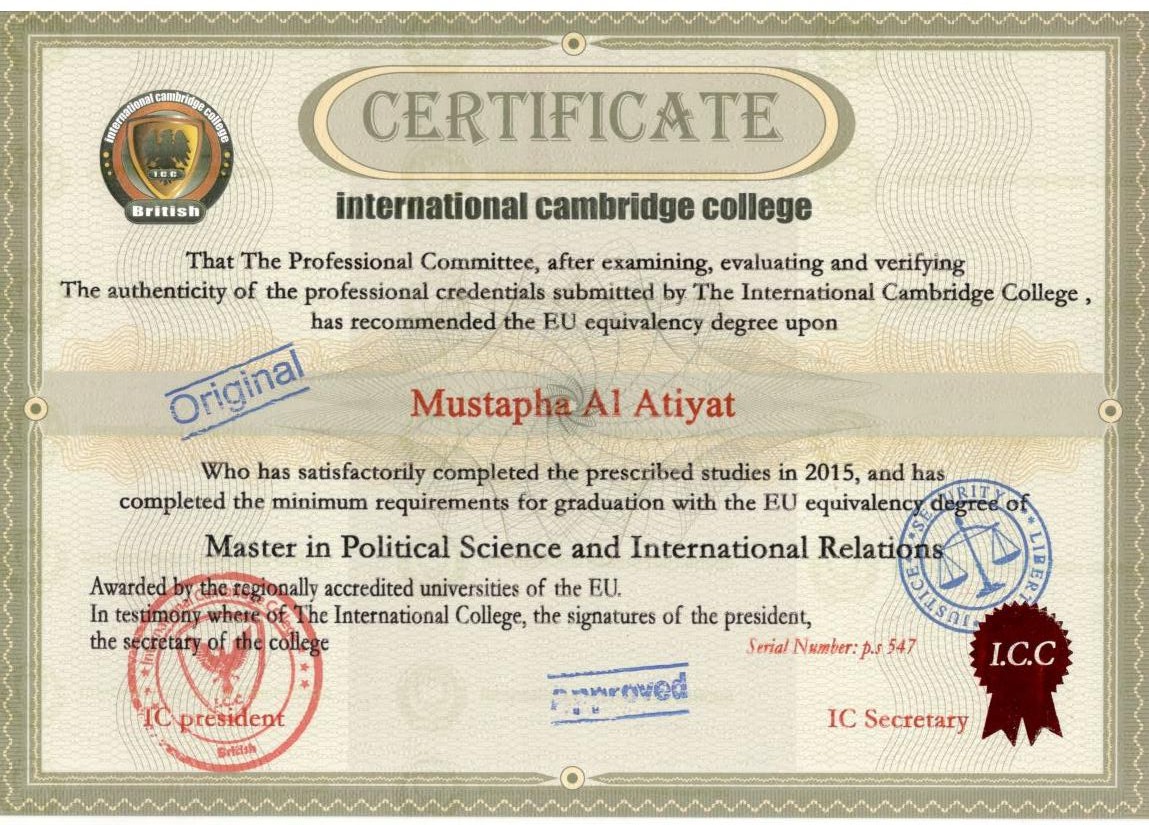 CERTIFICATE
international cambridge college
I C C
British
international cambridge college
That The Professional Committee, after examining, evaluating and verifying
The authenticity of the professional credentials submitted by The International Cambridge College ,
has recommended the EU equivalency degree upon
Original
Mustapha Al Atiyat
Who has satisfactorily completed the prescribed studies in 2015, and has
completed the minimum requirements for graduation with the EU equivalency degree of
Master in Political Science and International Relations
SECURITY
LIBERTY
JUSTICE
Awarded by the regionally accredited universities of the EU.
In testimony where of The International College, the signatures of the president,
the secretary of the college
Serial Number: p.s 547
I.C.C
approved
I.C.C
British
IC president
IC Secretary